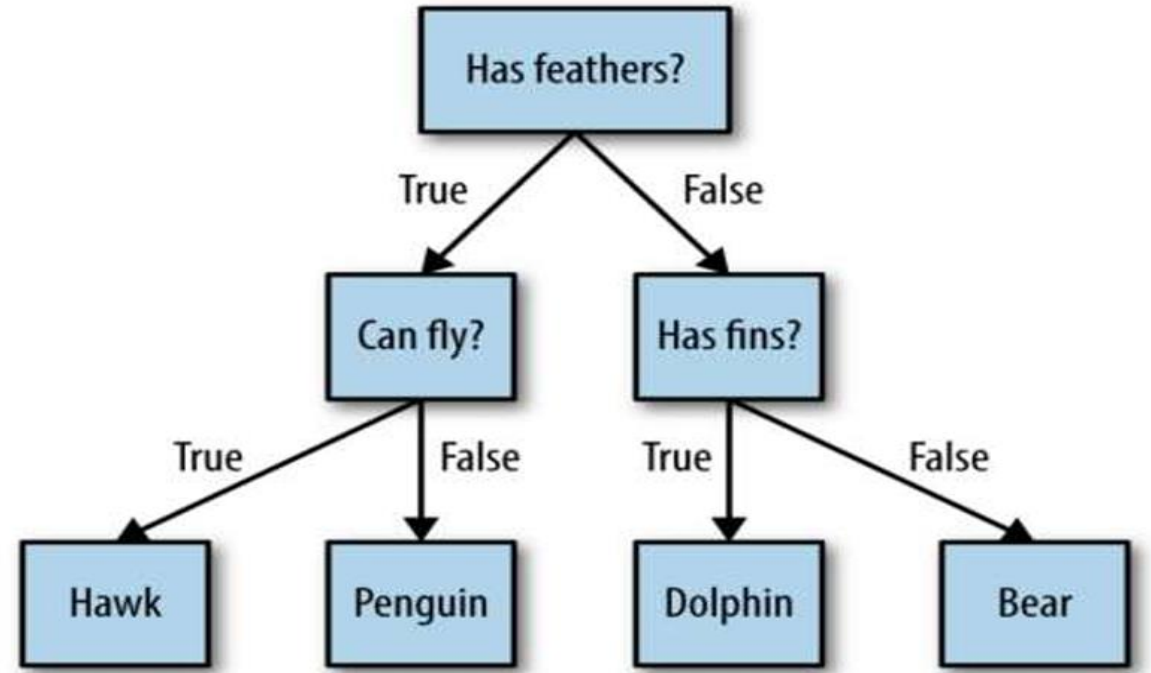 Has feathers?
True
False
Can fly?
Has fins?
True
False
True
False
Hawk
Penguin
Dolphin
Bear